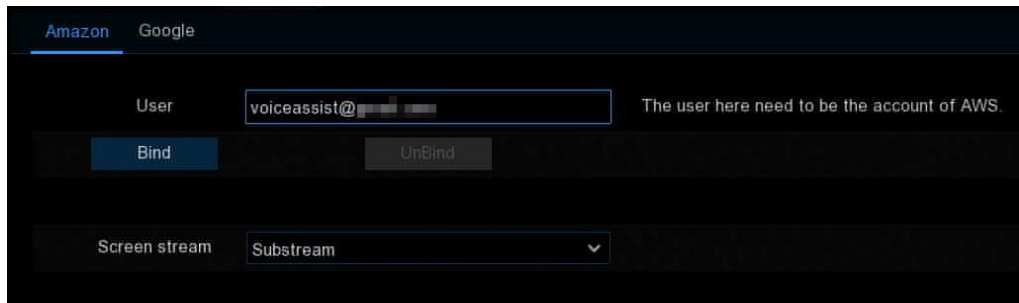 Amazon Google
User voiceassist@ The user here need to be the account of AWS.
Bind UnBind
Screen stream Substream